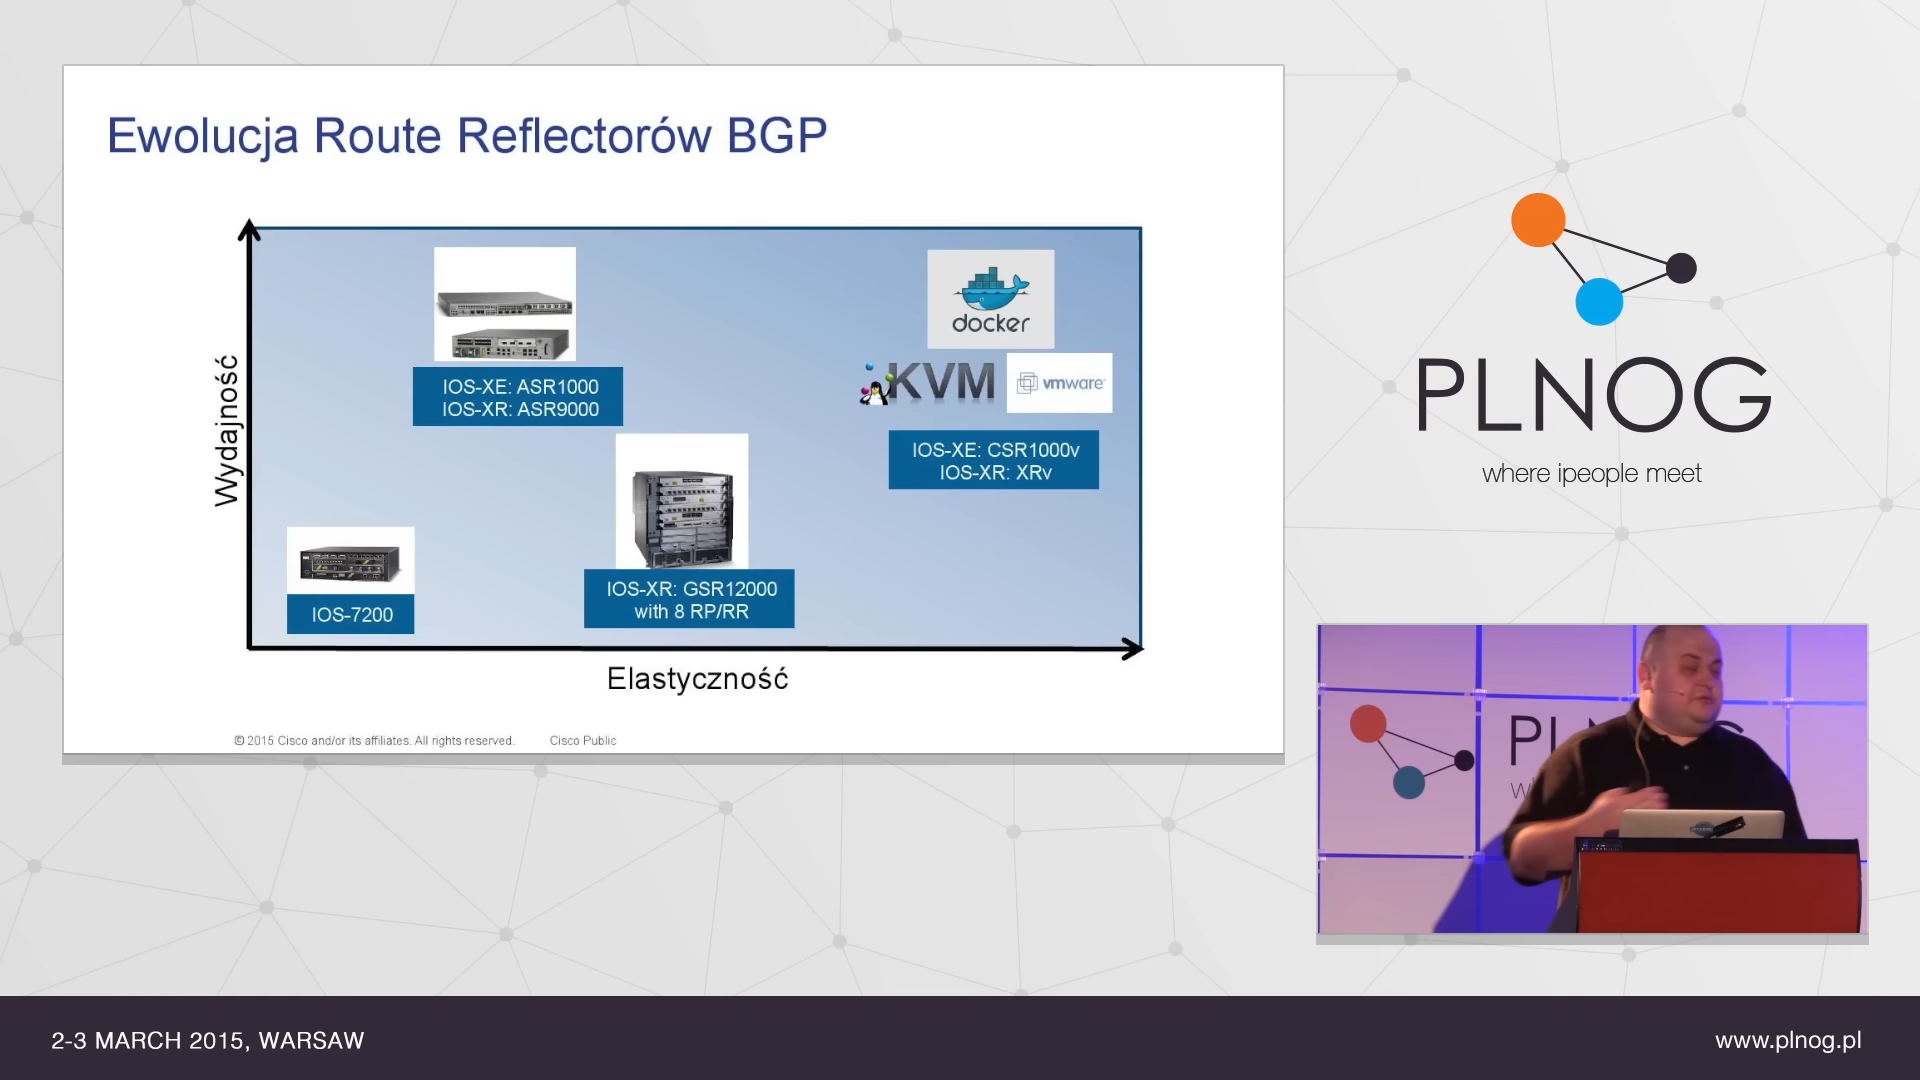 Ewolucja Route Reflectorów BGP
Wydajność
docker
KVM
vmware
IOS-XE: ASR1000
IOS-XR: ASR9000
IOS-XE: CSR1000v
IOS-XR: XRv
IOS-XR: GSR12000
with 8 RP/RR
IOS-7200
Elastyczność
© 2015 Cisco and/or its affiliates. All rights reserved. Cisco Public
PLNOG
where ipeople meet
PL
w
2-3 MARCH 2015, WARSAW
www.plnog.pl